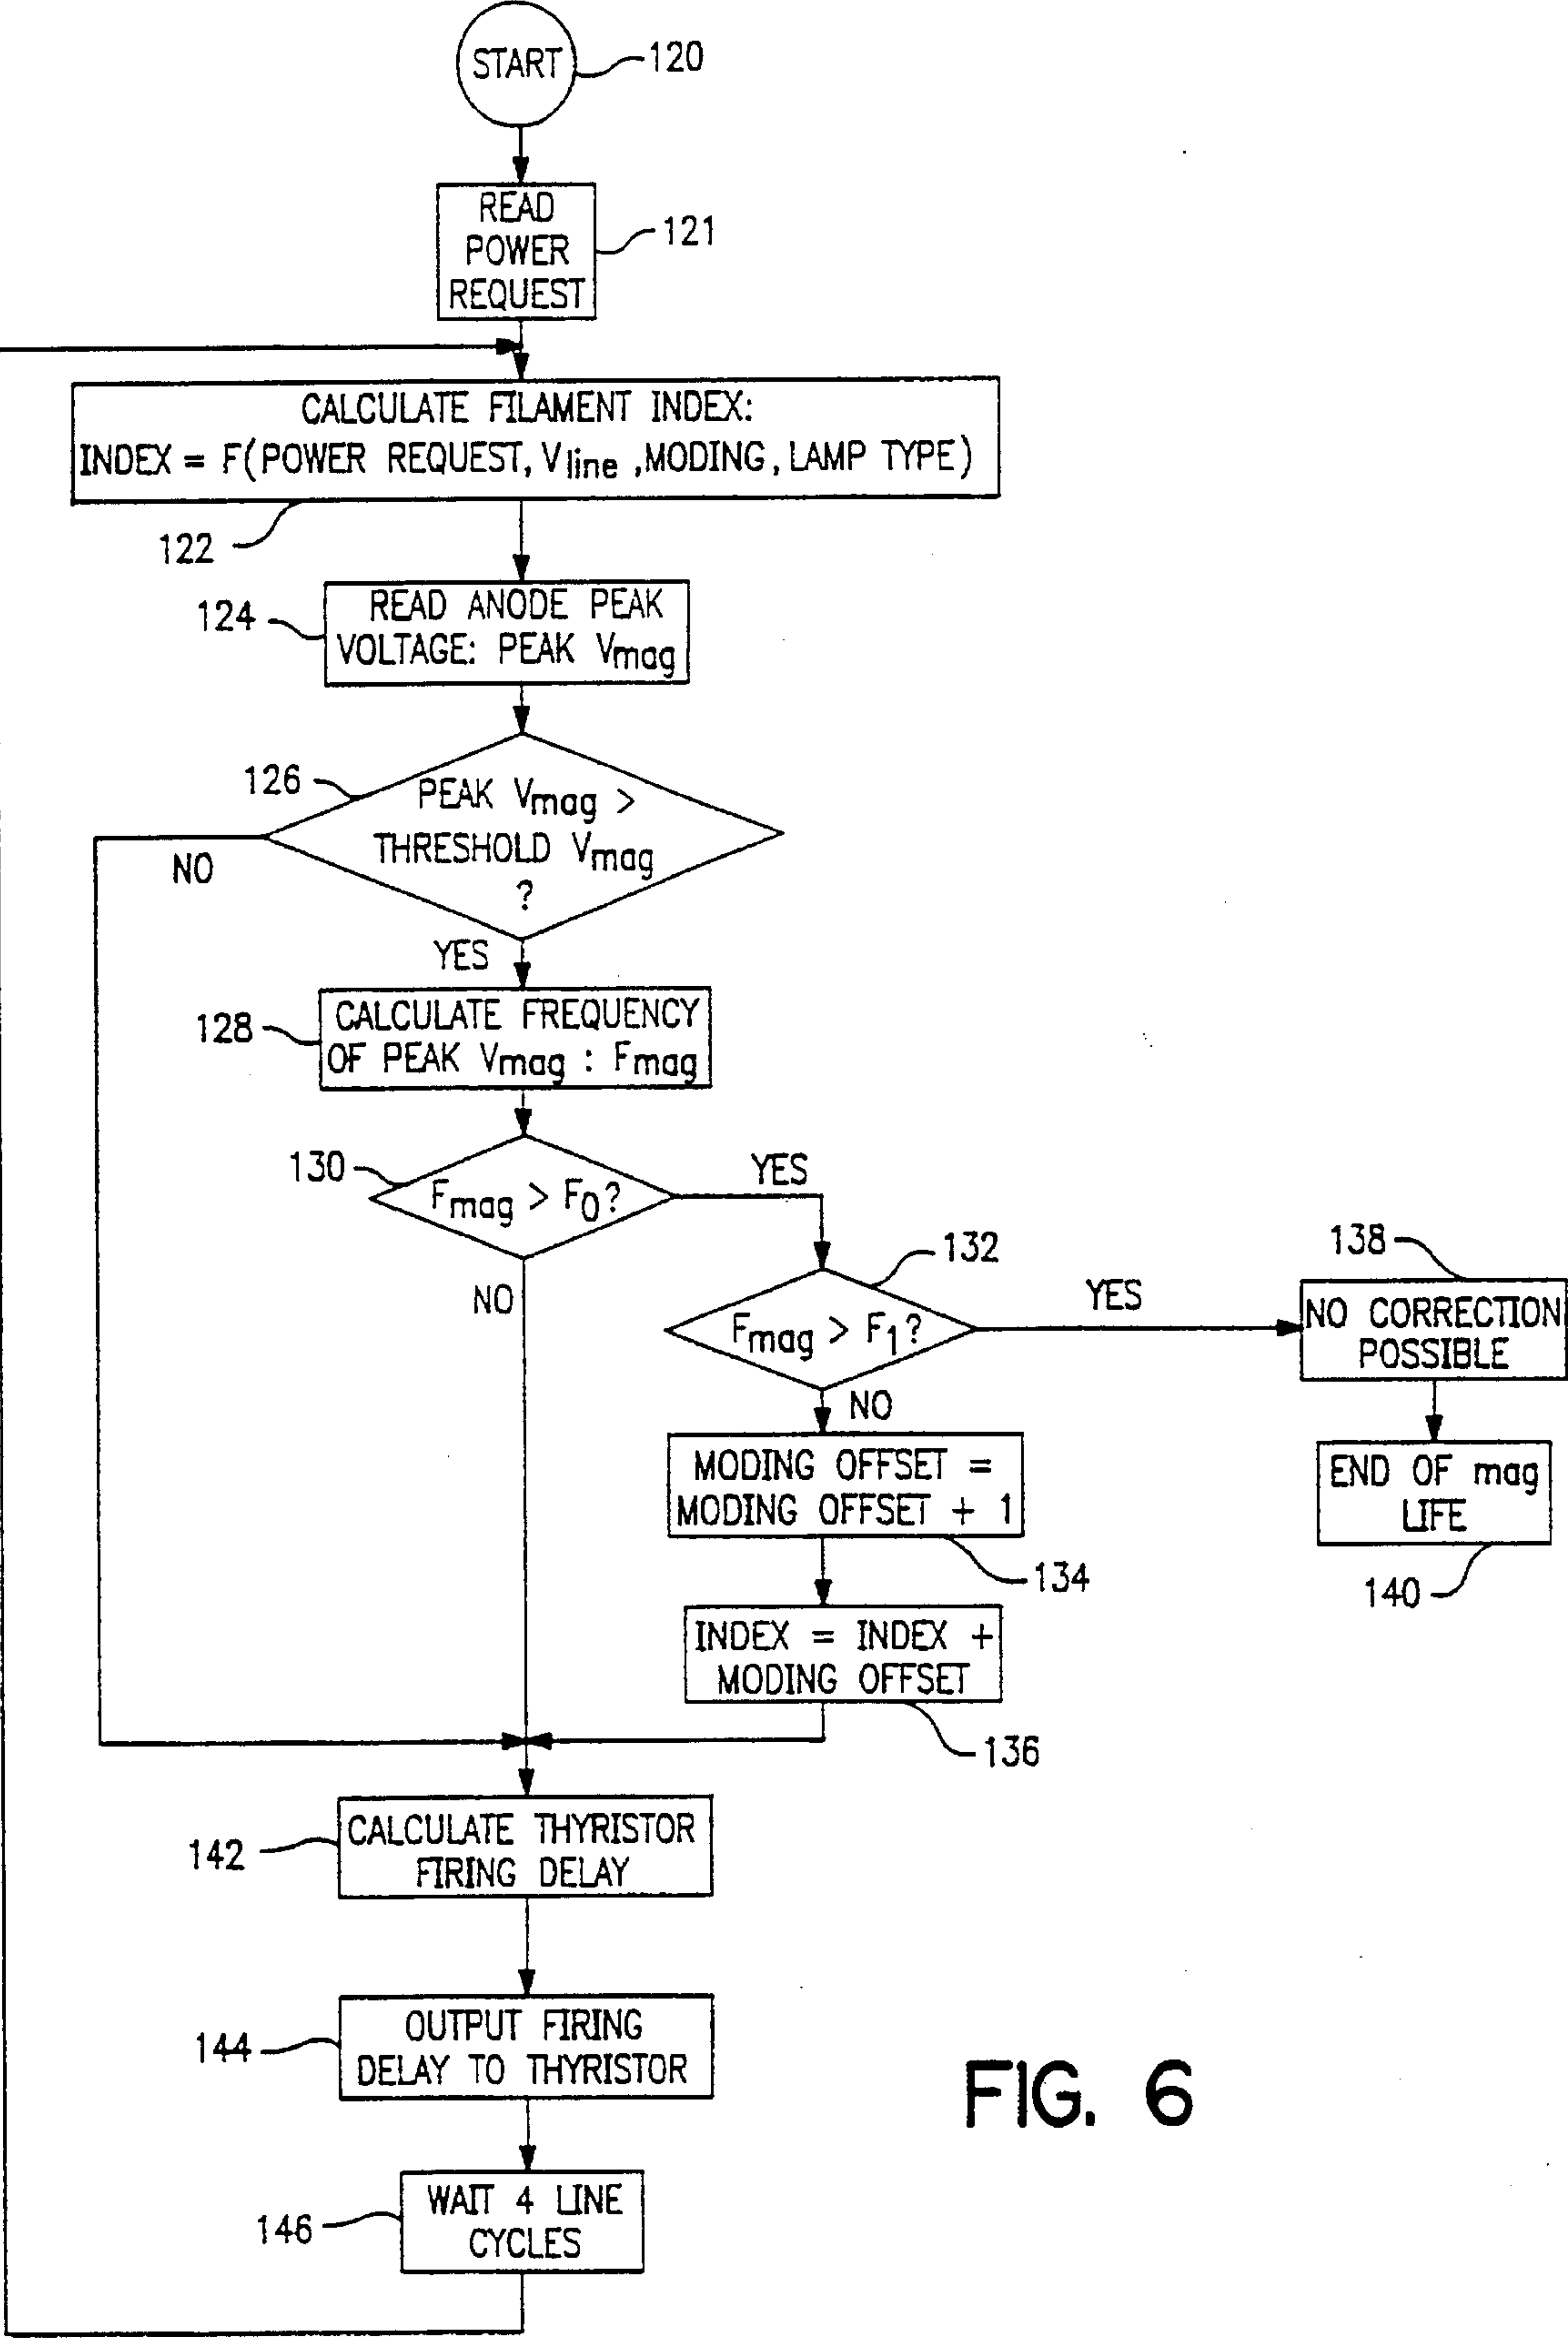 START
120
READ
POWER
REQUEST
121
CALCULATE FILAMENT INDEX:
INDEX = F(POWER REQUEST, Vline ,MODING, LAMP TYPE)
122
124
READ ANODE PEAK
VOLTAGE: PEAK Vmag
126
PEAK Vmag >
THRESHOLD Vmag
?
NO
YES
128
CALCULATE FREQUENCY
OF PEAK Vmag : Fmag
130
Fmag > F0?
YES
NO
132
Fmag > F1?
YES
NO
138
NO CORRECTION
POSSIBLE
END OF mag
LIFE
140
MODING OFFSET =
MODING OFFSET + 1
134
INDEX = INDEX +
MODING OFFSET
136
142
CALCULATE THYRISTOR
FIRING DELAY
144
OUTPUT FIRING
DELAY TO THYRISTOR
146
WAIT 4 LINE
CYCLES
FIG. 6